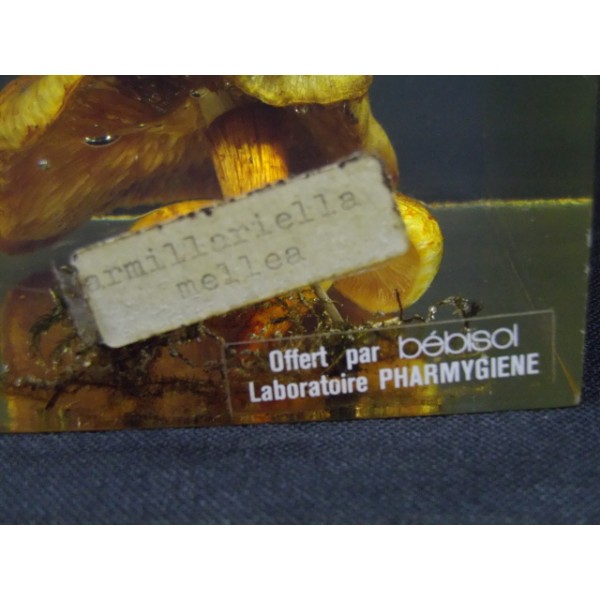 armillariella
mellea
Offert par bébisol
Laboratoire PHARMYGIENE